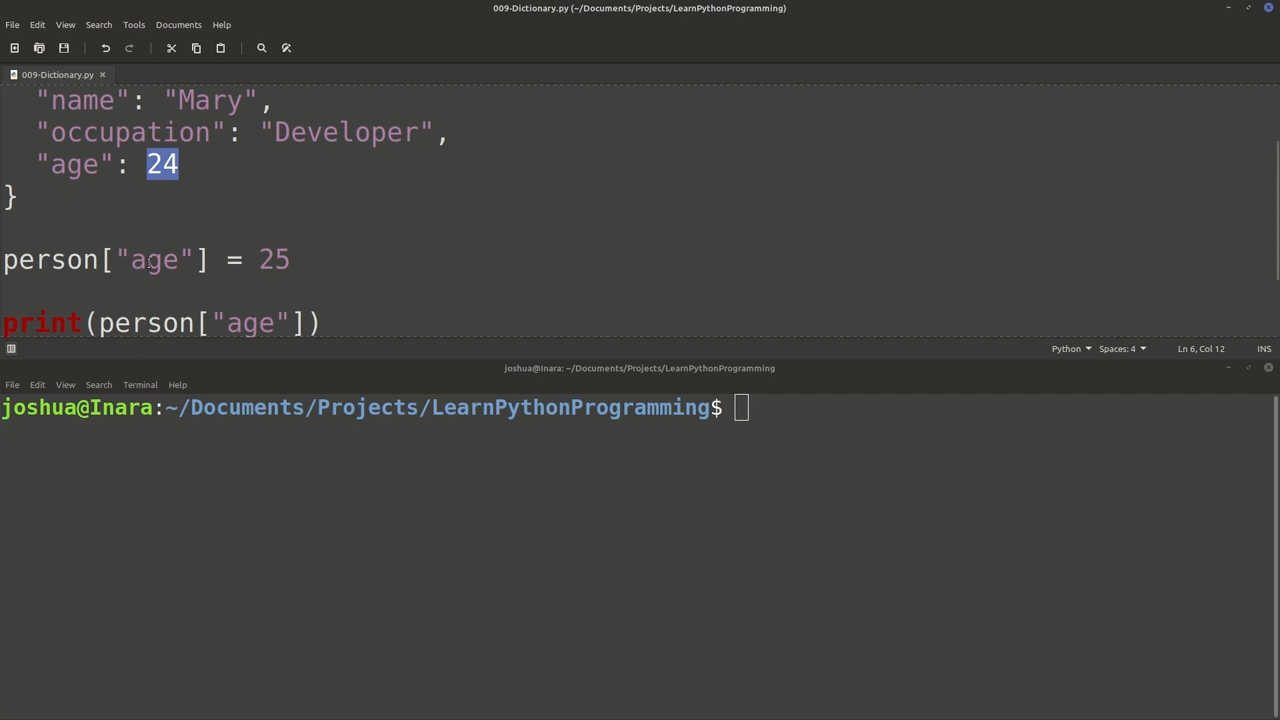 009-Dictionary.py (~/Documents/Projects/LearnPythonProgramming)
File Edit View Search Tools Documents Help
009-Dictionary.py
"name": "Mary",
"occupation": "Developer",
"age": 24
}
person["age"] = 25
print(person["age"])
Python Spaces: 4 Ln 6, Col 12 INS
joshua@Inara: ~/Documents/Projects/LearnPythonProgramming
File Edit View Search Terminal Help
joshua@Inara:~/Documents/Projects/LearnPythonProgramming$